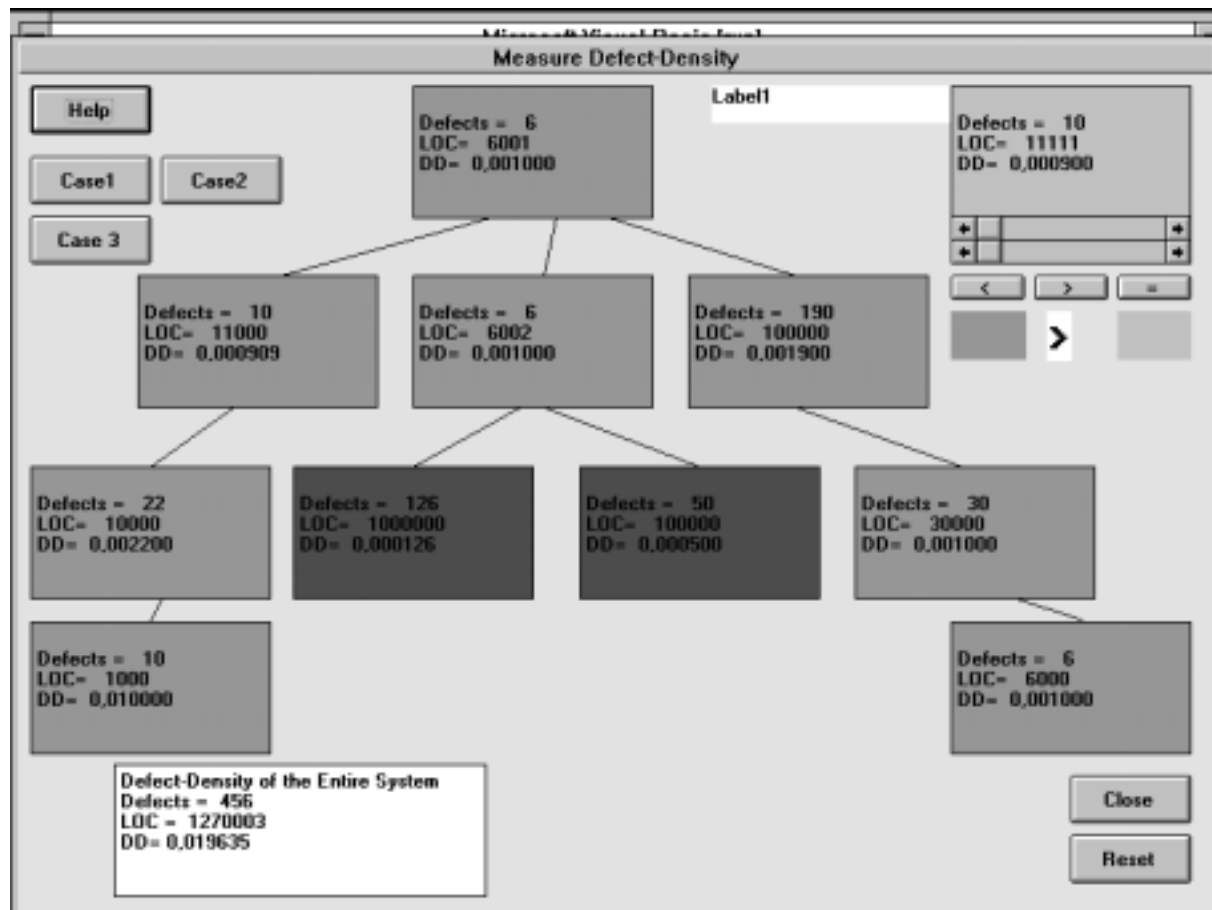 Microsoft Visual Basic [run]
Measure Defect-Density
Help
Case1
Case2
Case 3
Defects = 6
LOC= 6001
DD= 0,001000
Label1
Defects = 10
LOC= 11111
DD= 0,000900
<
>
=
>
Defects = 10
LOC= 11000
DD= 0,000909
Defects = 6
LOC= 6002
DD= 0,001000
Defects = 190
LOC= 100000
DD= 0,001900
Defects = 22
LOC= 10000
DD= 0,002200
Defects = 126
LOC= 1000000
DD= 0,000126
Defects = 50
LOC= 100000
DD= 0,000500
Defects = 30
LOC= 30000
DD= 0,001000
Defects = 10
LOC= 1000
DD= 0,010000
Defects = 6
LOC= 6000
DD= 0,001000
Defect-Density of the Entire System
Defects = 456
LOC = 1270003
DD= 0,019635
Close
Reset